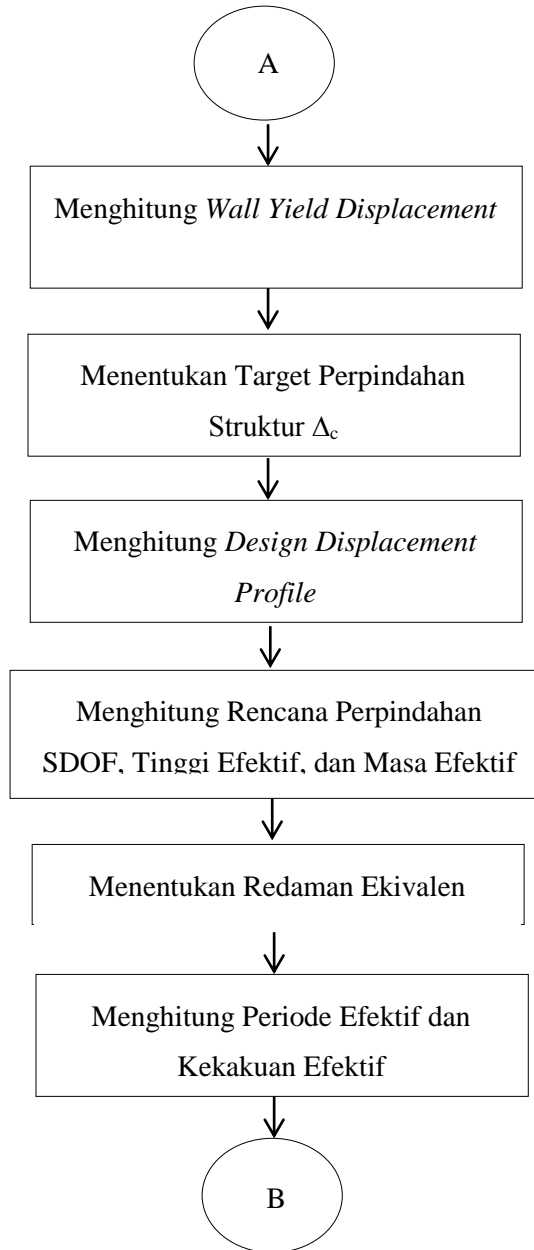 A
Menghitung Wall Yield Displacement
Menentukan Target Perpindahan
Struktur Δc
Menghitung Design Displacement
Profile
Menghitung Rencana Perpindahan
SDOF, Tinggi Efektif, dan Masa Efektif
Menentukan Redaman Ekivalen
Menghitung Periode Efektif dan
Kekakuan Efektif
B